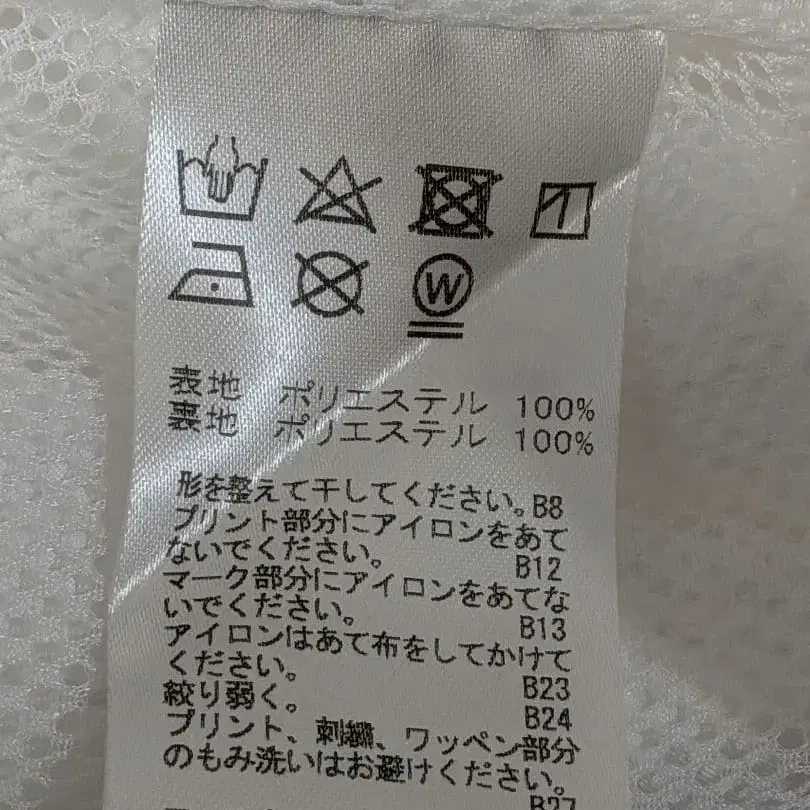 W
表地 ポリエステル 100%
裏地 ポリエステル 100%
形を整えて干してください。B8
プリント部分にアイロンをあて
ないでください。 B12
マーク部分にアイロンをあてな
いでください。 B13
アイロンはあて布をしてかけて
ください。 B23
絞り弱く。 B24
プリント、刺繍、ワッペン部分
のもみ洗いはお避けください。
B27